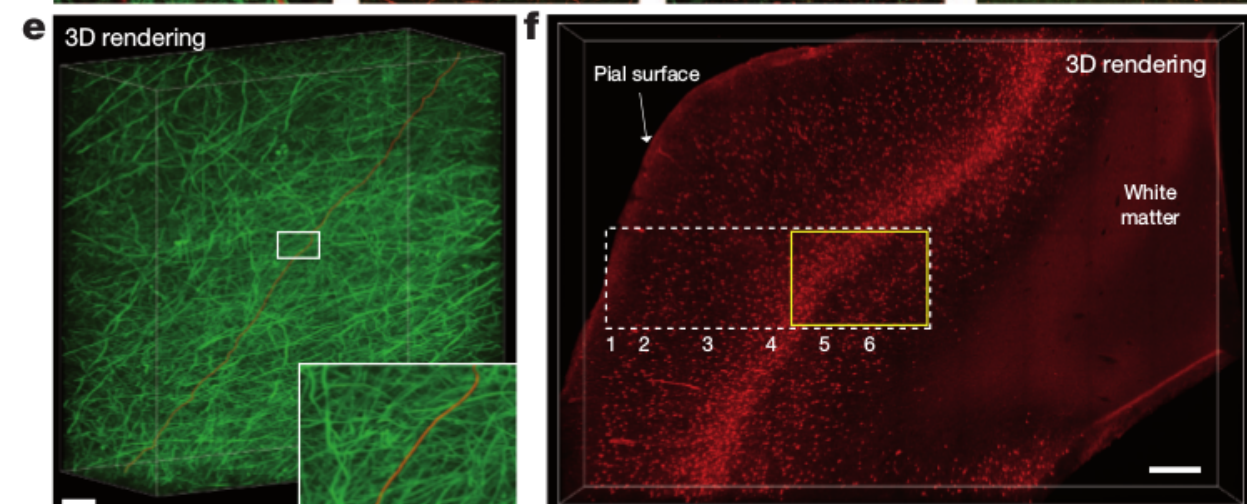 e
3D rendering
f
3D rendering
Pial surface
White
matter
1 2 3 4 5 6